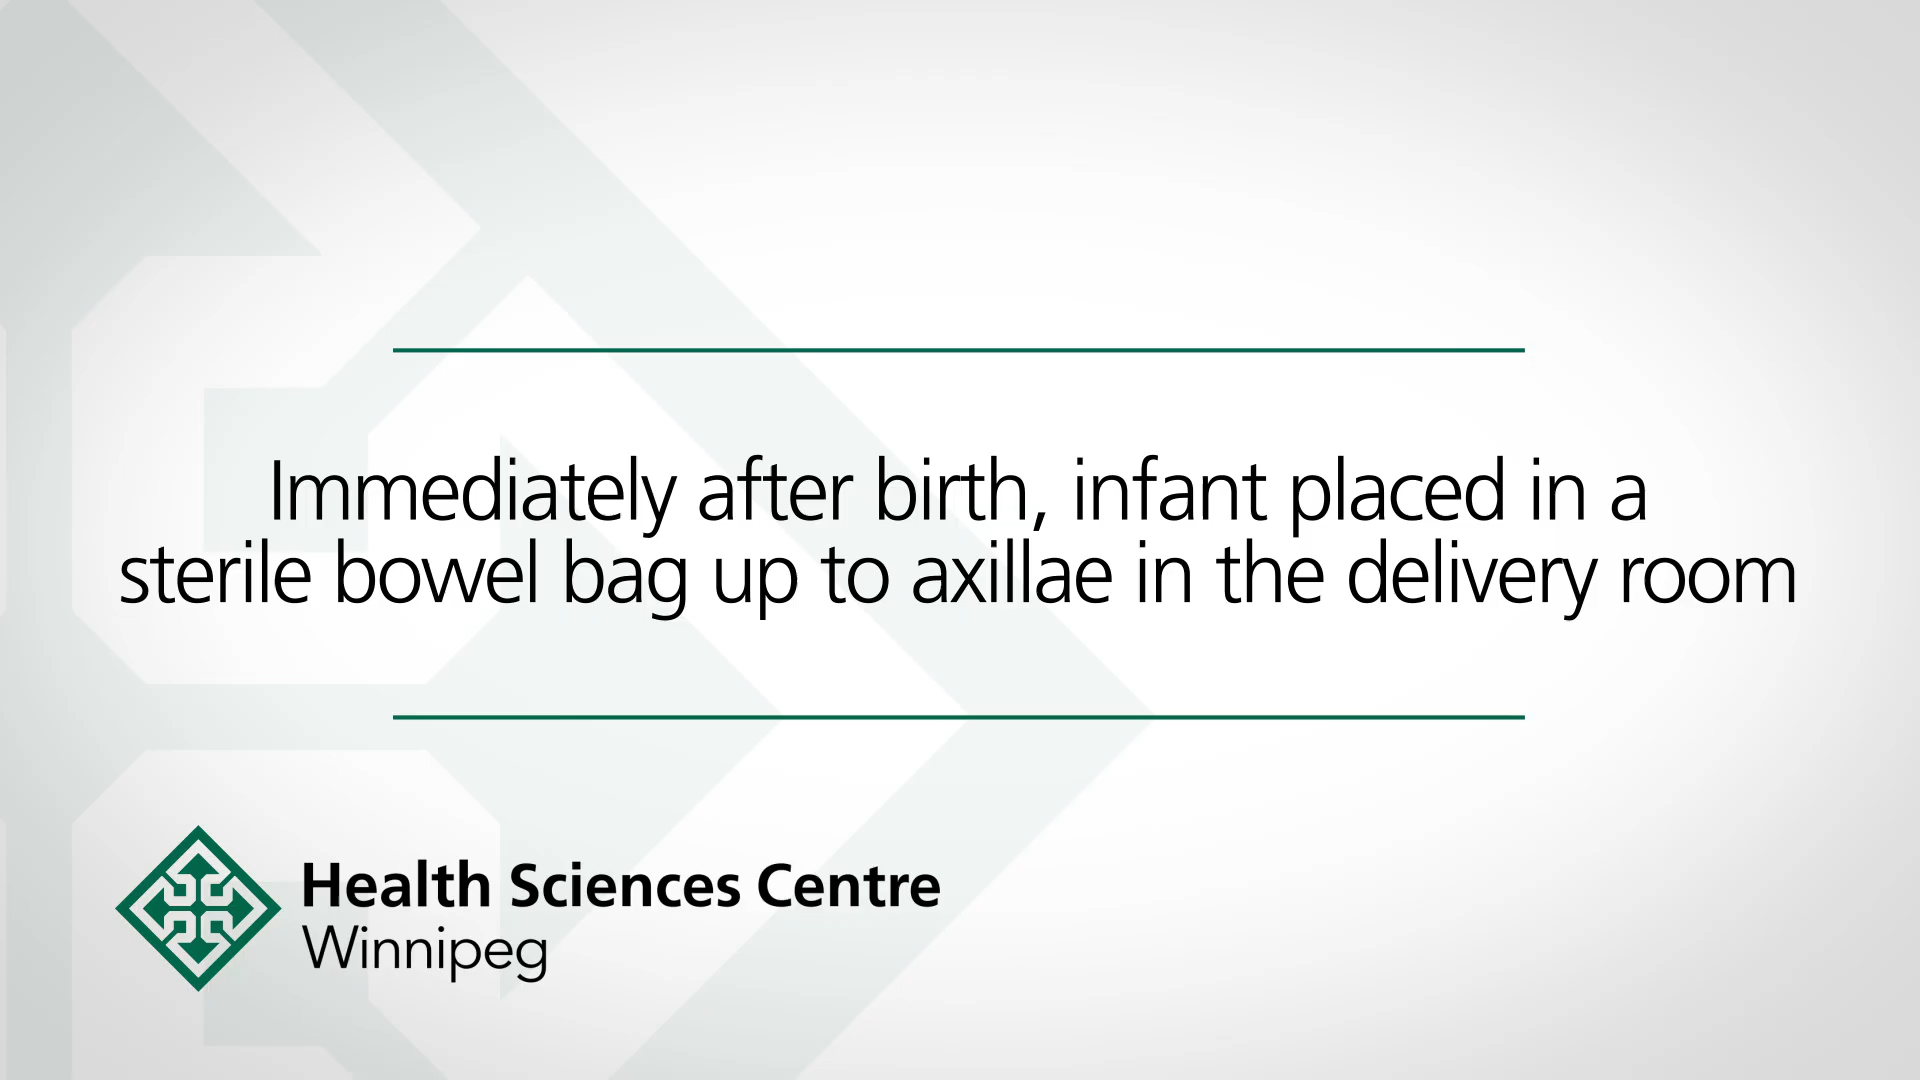 Immediately after birth, infant placed in a
sterile bowel bag up to axillae in the delivery room
Health Sciences Centre
Winnipeg